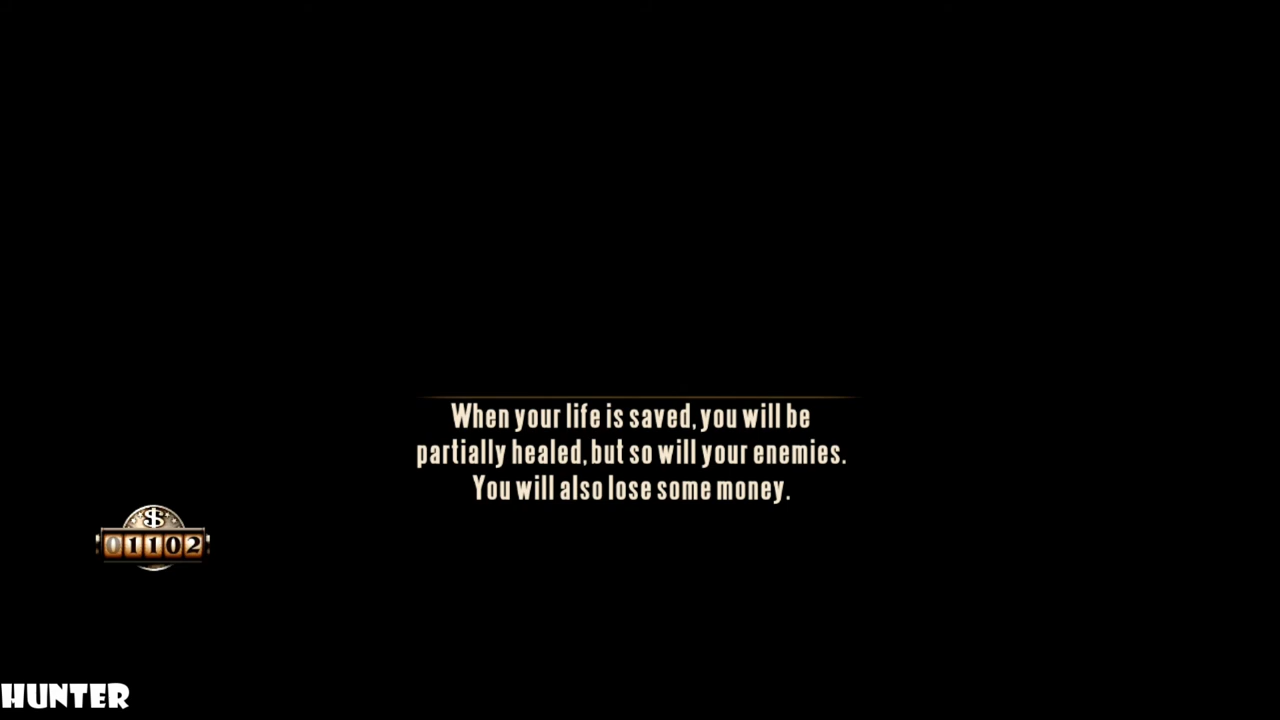 When your life is saved, you will be
partially healed, but so will your enemies.
You will also lose some money.
$
01102
HUNTER